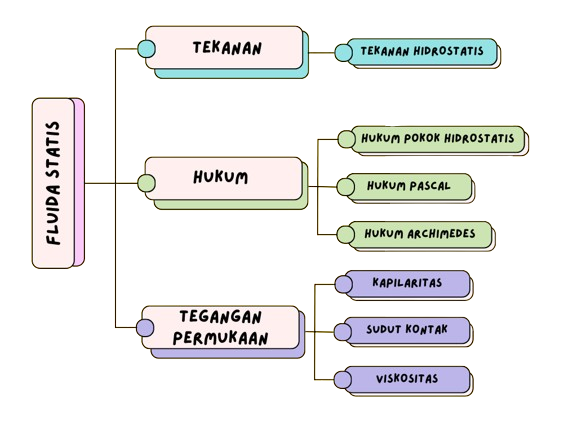 FLUIDA STATIS
TEKANAN
TEKANAN HIDROSTATIS
HUKUM
HUKUM POKOK HIDROSTATIS
HUKUM PASCAL
HUKUM ARCHIMEDES
TEGANGAN
PERMUKAAN
KAPILARITAS
SUDUT KONTAK
VISKOSITAS